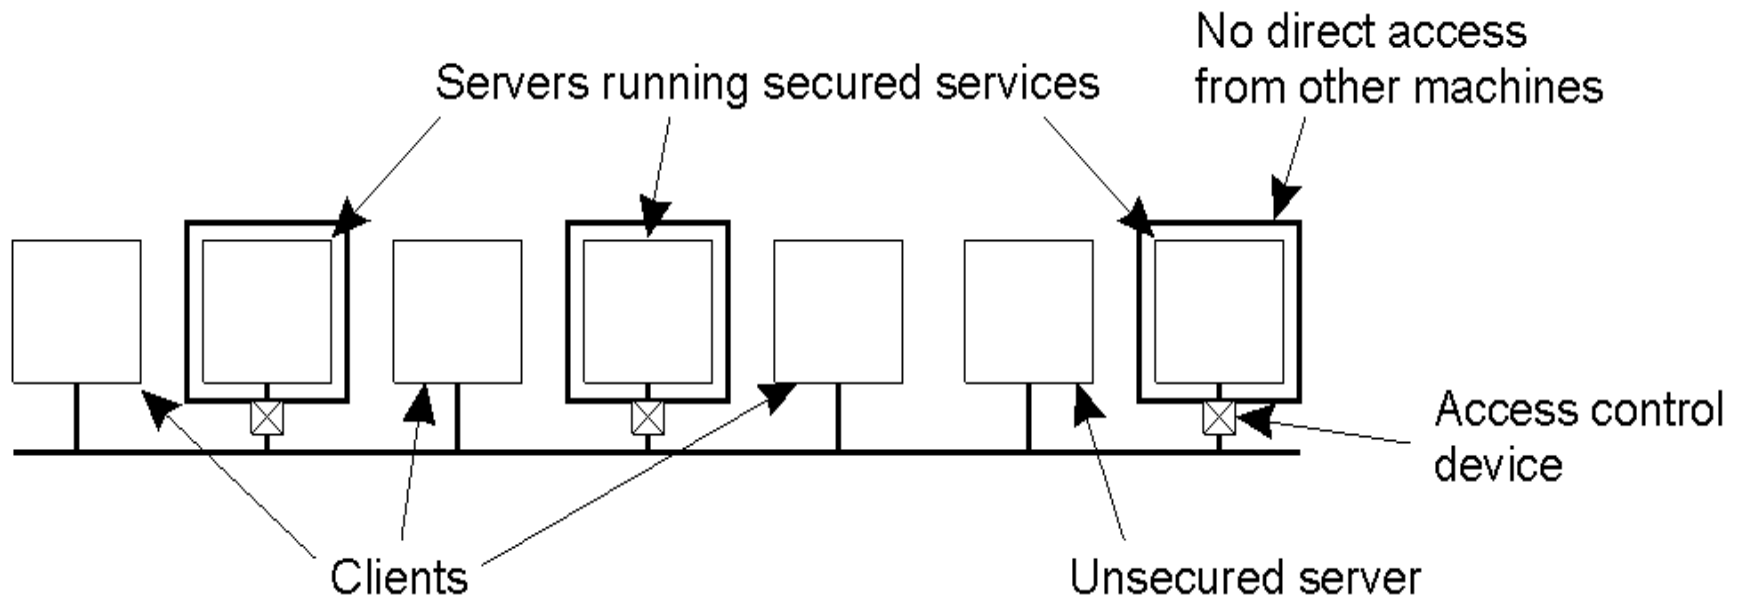 No direct access
from other machines
Servers running secured services
Access control
device
Clients
Unsecured server